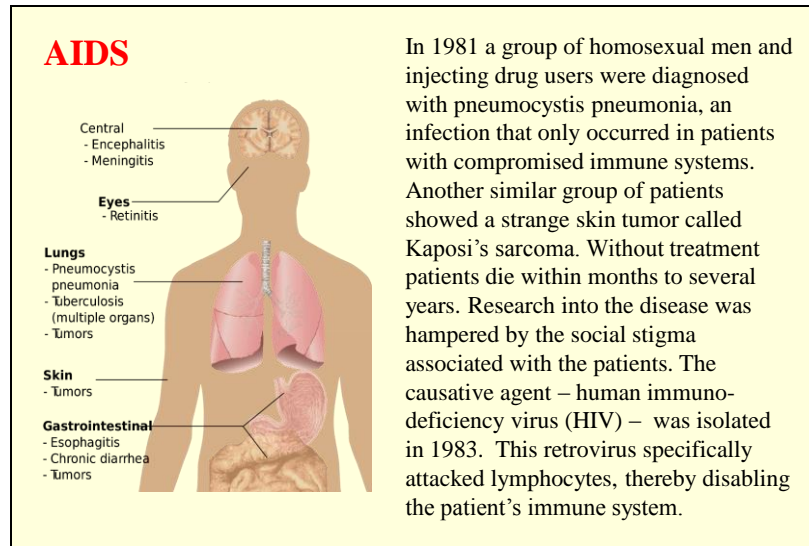 AIDS
Central
- Encephalitis
- Meningitis
Eyes
- Retinitis
Lungs
- Pneumocystis
pneumonia
- Tuberculosis
(multiple organs)
- Tumors
Skin
- Tumors
Gastrointestinal
- Esophagitis
- Chronic diarrhea
- Tumors
In 1981 a group of homosexual men and
injecting drug users were diagnosed
with pneumocystis pneumonia, an
infection that only occurred in patients
with compromised immune systems.
Another similar group of patients
showed a strange skin tumor called
Kaposi’s sarcoma. Without treatment
patients die within months to several
years. Research into the disease was
hampered by the social stigma
associated with the patients. The
causative agent – human immuno-
deficiency virus (HIV) –  was isolated
in 1983.  This retrovirus specifically
attacked lymphocytes, thereby disabling
the patient’s immune system.